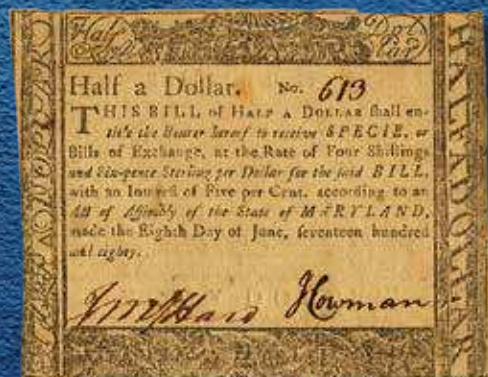 Half
Dol
Half a Dollar. No. 613
THIS BILL of HALF A DOLLAR ſhall en-
title the Bearer hereof to receive SPECIE, or
Bills of Exchange, at the Rate of Four Shillings
and Six-pence Sterling per Dollar for the ſaid BILL,
with an Intereſt of Five per Cent. according to an
Act of Aſſembly of the State of MARYLAND,
made the Eighth Day of June, ſeventeen hundred
and eighty.
HALF A DOLLAR